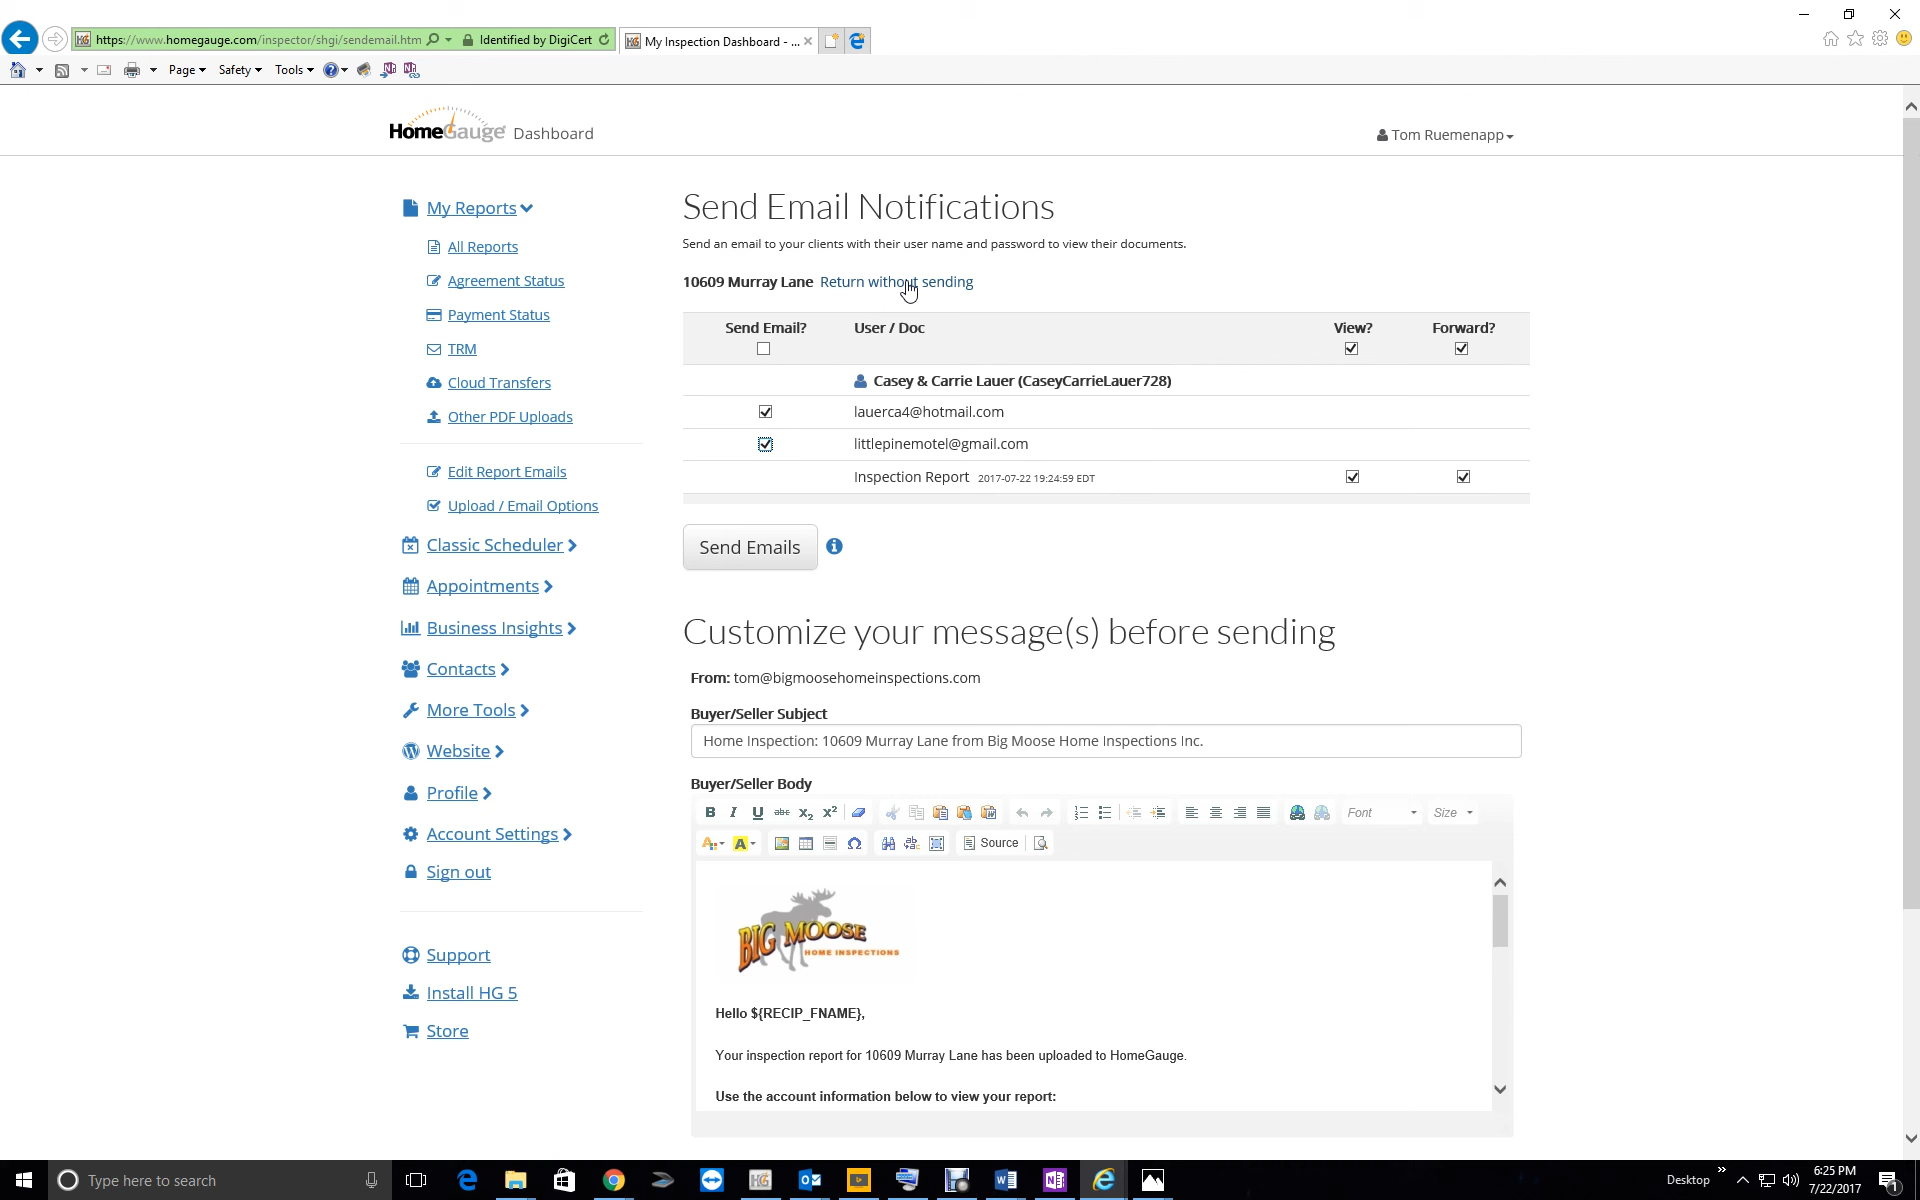 https://www.homegauge.com/inspector/shgi/sendemail.htm
Identified by DigiCert
My Inspection Dashboard - ...
Page
Safety
Tools
HomeGauge Dashboard
Tom Ruemenapp
My Reports
All Reports
Agreement Status
Payment Status
TRM
Cloud Transfers
Other PDF Uploads
Edit Report Emails
Upload / Email Options
Classic Scheduler
Appointments
Business Insights
Contacts
More Tools
Website
Profile
Account Settings
Sign out
Support
Install HG 5
Store
Send Email Notifications
Send an email to your clients with their user name and password to view their documents.
10609 Murray Lane Return without sending
Send Email? User / Doc View? Forward?
Casey & Carrie Lauer (CaseyCarrieLauer728)
lauerca4@hotmail.com
littlepinemotel@gmail.com
Inspection Report 2017-07-22 19:24:59 EDT
Send Emails
Customize your message(s) before sending
From: tom@bigmoosehomeinspections.com
Buyer/Seller Subject
Home Inspection: 10609 Murray Lane from Big Moose Home Inspections Inc.
Buyer/Seller Body
B I U abc x₂ x² Font Size
A A Ω Source
BIG MOOSE
HOME INSPECTIONS
Hello ${RECIP_FNAME},
Your inspection report for 10609 Murray Lane has been uploaded to HomeGauge.
Use the account information below to view your report:
Type here to search
Desktop
6:25 PM
7/22/2017
1